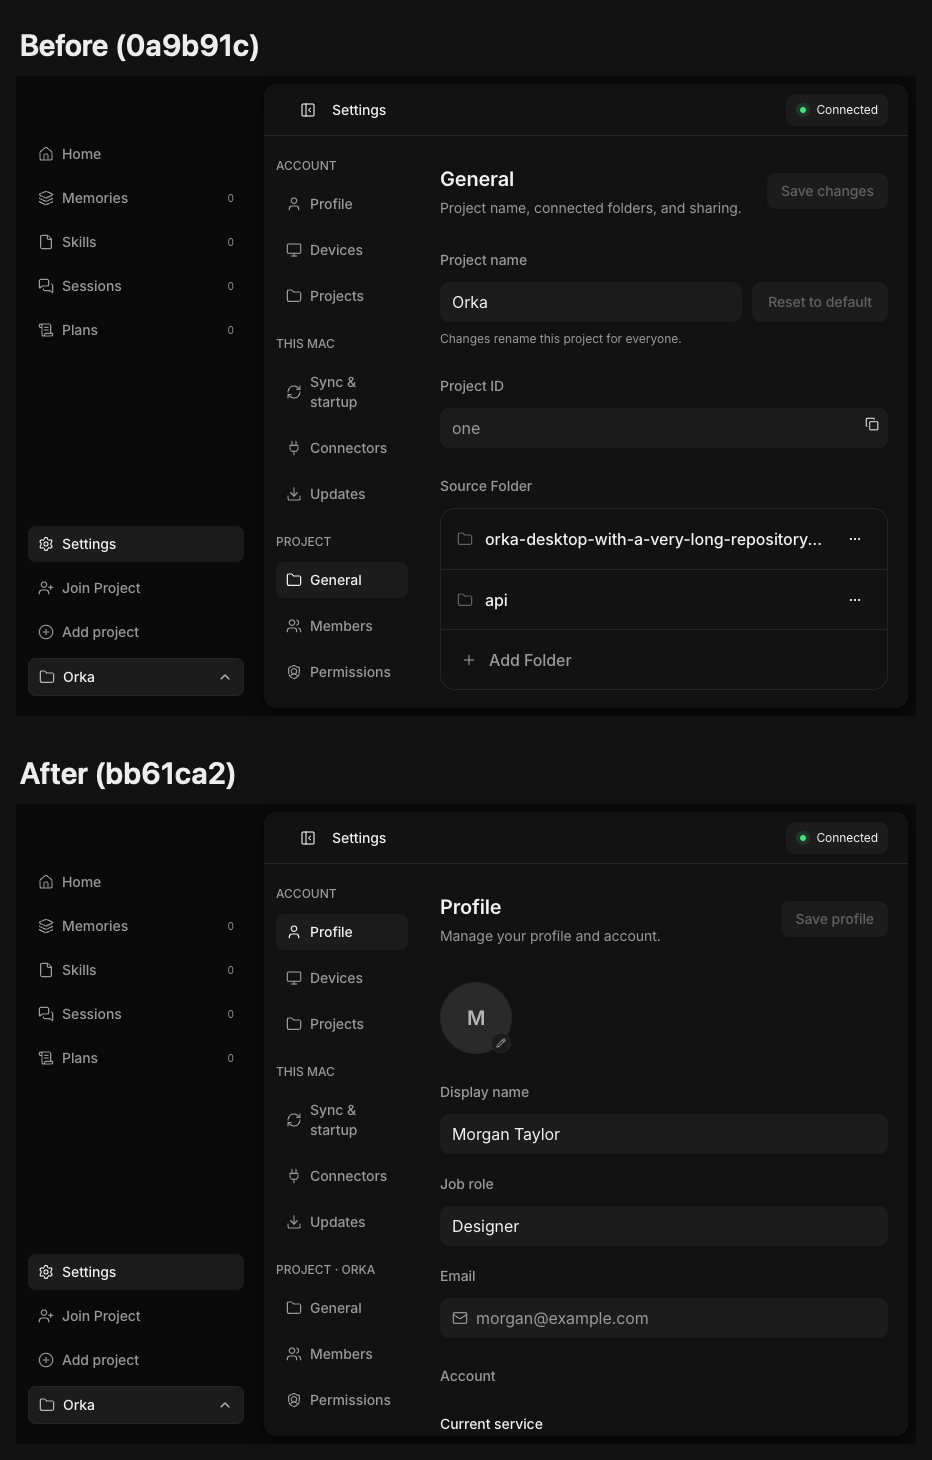 Before (0a9b91c)
Settings
Connected
Home
Memories 0
Skills 0
Sessions 0
Plans 0
Settings
Join Project
Add project
Orka
ACCOUNT
Profile
Devices
Projects
THIS MAC
Sync &
startup
Connectors
Updates
PROJECT
General
Members
Permissions
General
Save changes
Project name, connected folders, and sharing.
Project name
Orka
Reset to default
Changes rename this project for everyone.
Project ID
one
Source Folder
orka-desktop-with-a-very-long-repository...
api
Add Folder
After (bb61ca2)
Settings
Connected
Home
Memories 0
Skills 0
Sessions 0
Plans 0
Settings
Join Project
Add project
Orka
ACCOUNT
Profile
Devices
Projects
THIS MAC
Sync &
startup
Connectors
Updates
PROJECT · ORKA
General
Members
Permissions
Profile
Save profile
Manage your profile and account.
M
Display name
Morgan Taylor
Job role
Designer
Email
morgan@example.com
Account
Current service